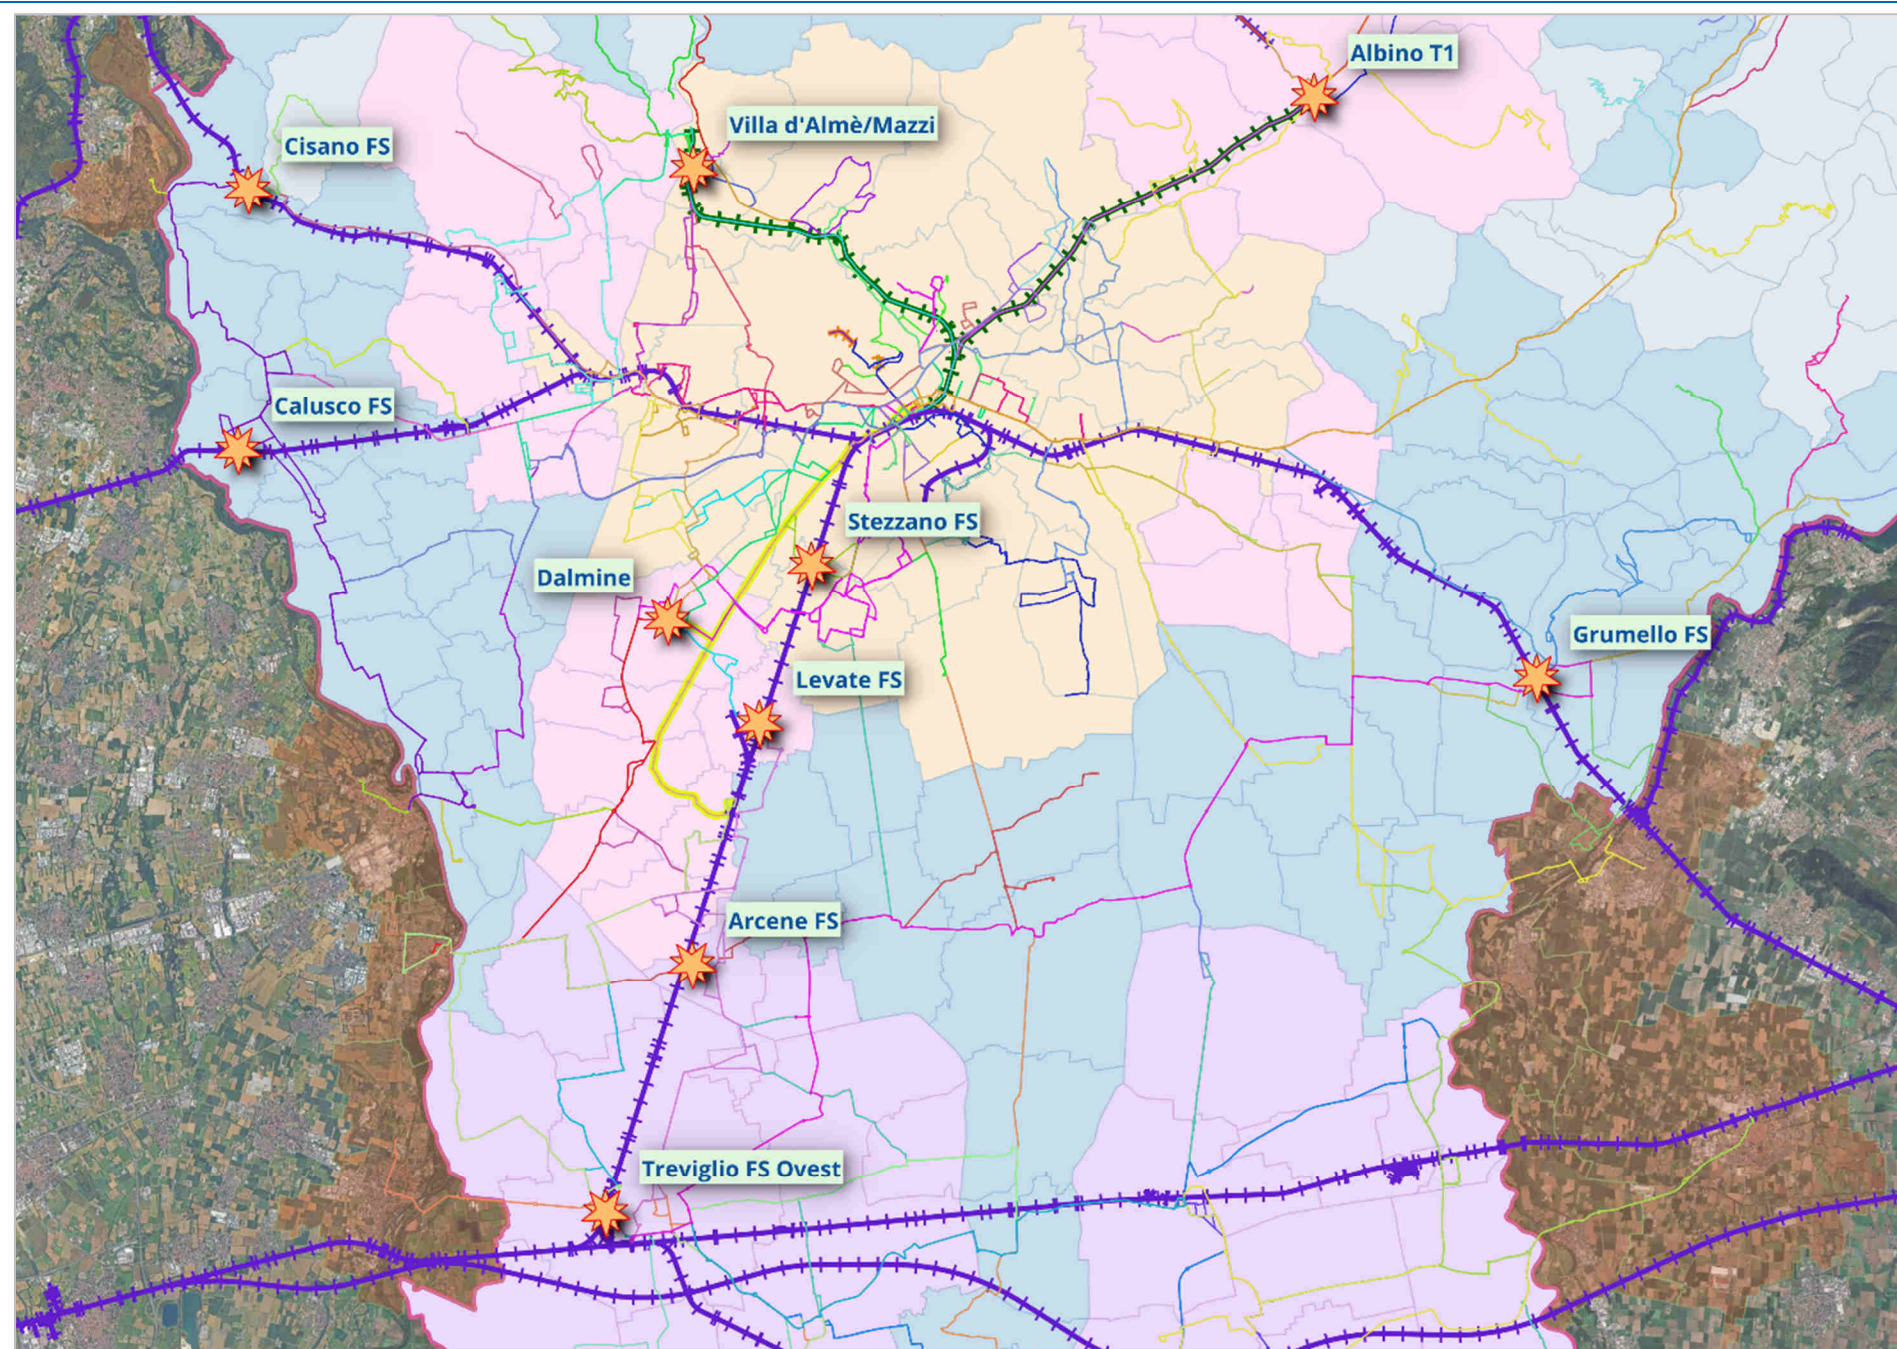 Albino T1
Villa d'Almè/Mazzi
Cisano FS
Calusco FS
Stezzano FS
Dalmine
Grumello FS
Levate FS
Arcene FS
Treviglio FS Ovest